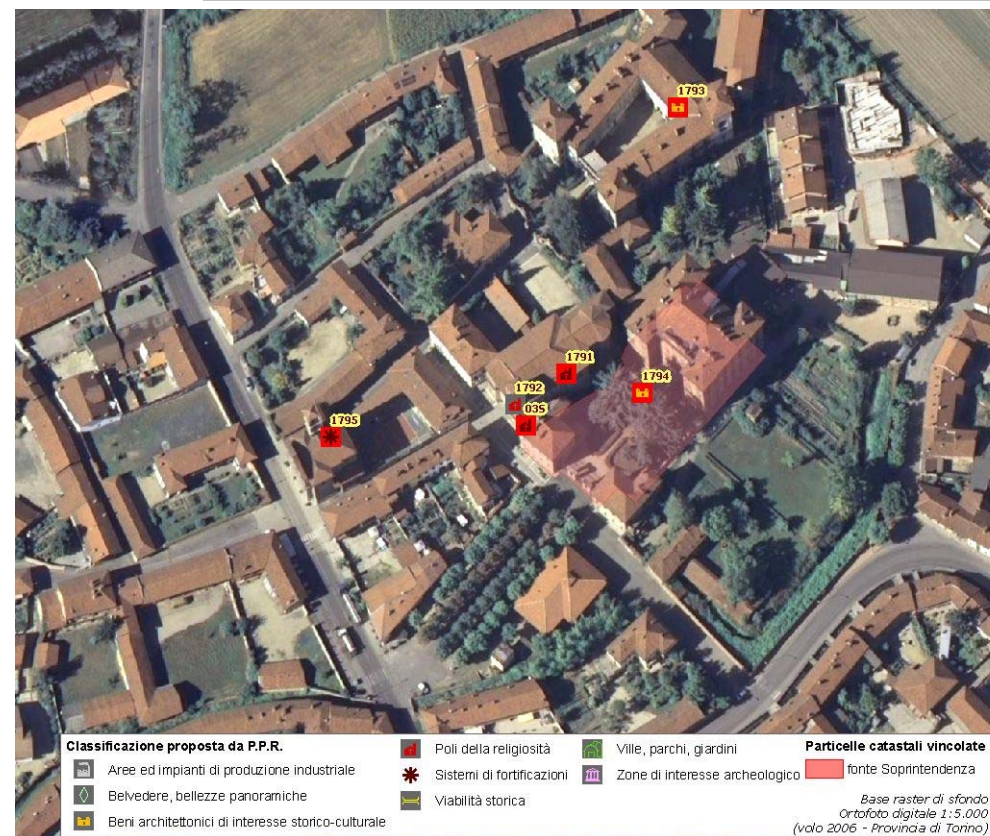 1793
1791
1794
1792
035
1795
Classificazione proposta da P.P.R.
Aree ed impianti di produzione industriale
Belvedere, bellezze panoramiche
Beni architettonici di interesse storico-culturale
Poli della religiosità
Sistemi di fortificazioni
Viabilità storica
Ville, parchi, giardini
Zone di interesse archeologico
Particelle catastali vincolate
fonte Soprintendenza
Base raster di sfondo
Ortofoto digitale 1:5.000
(volo 2006 - Provincia di Torino)